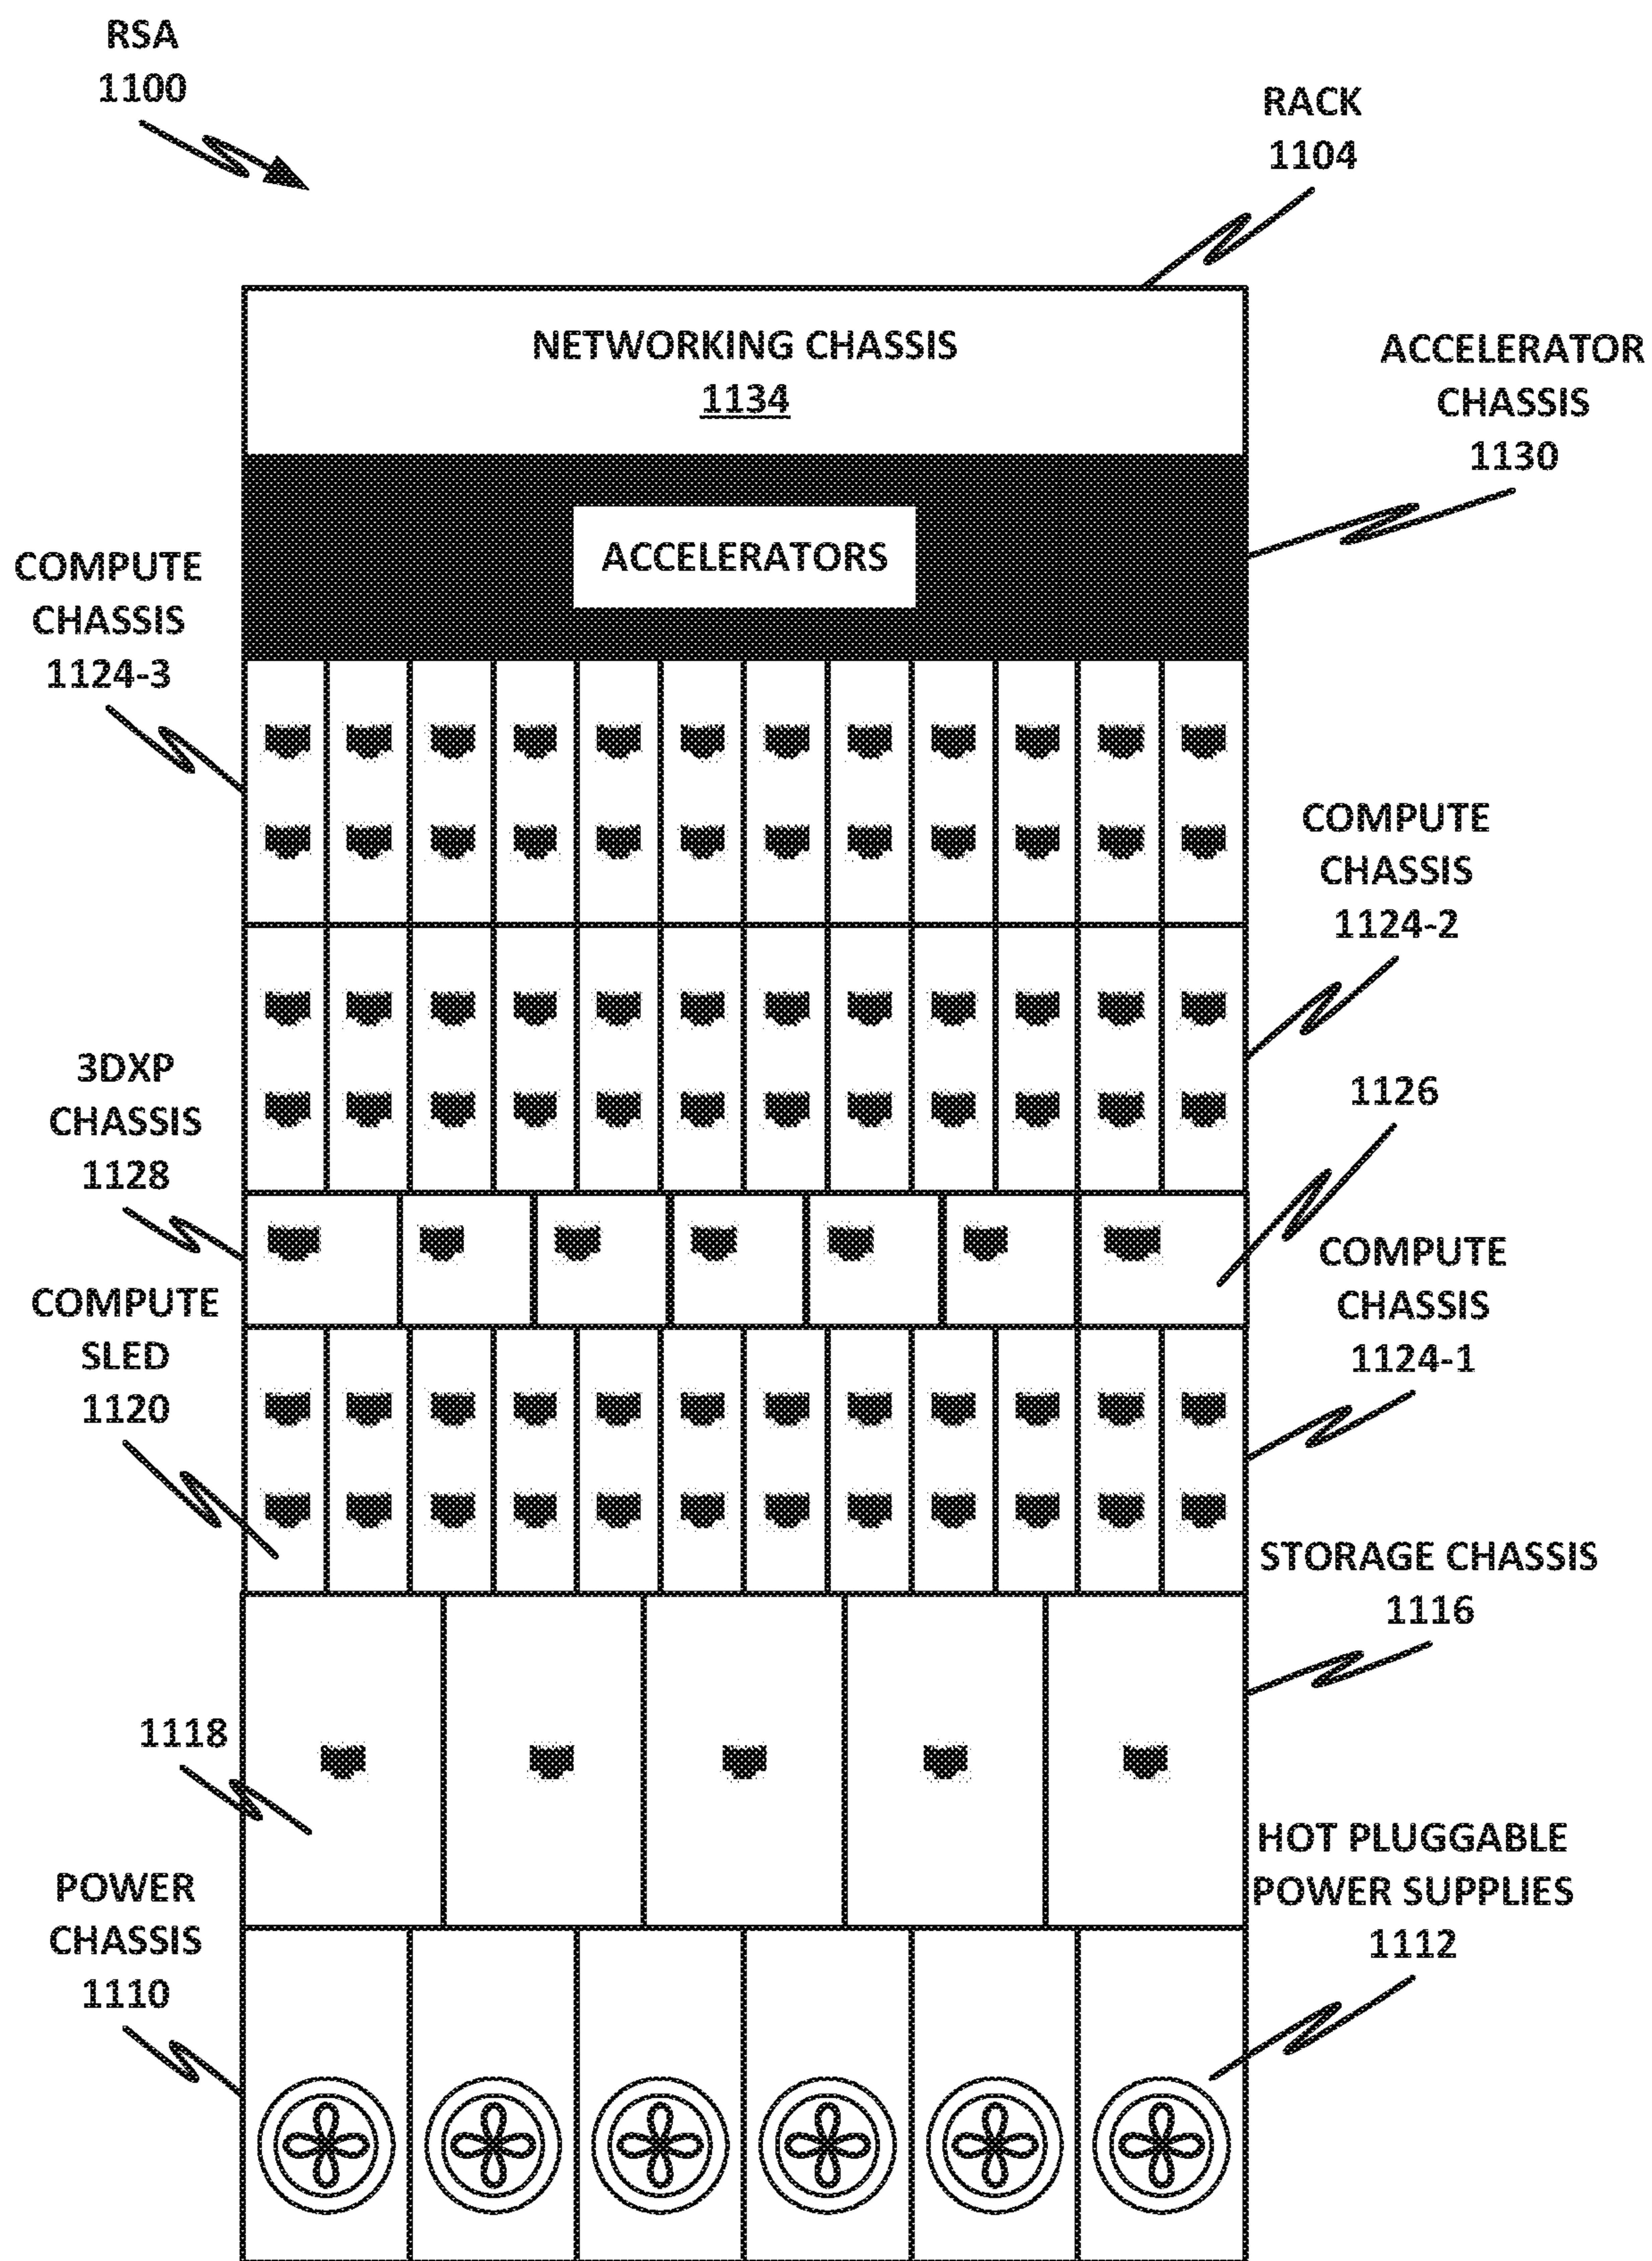 RSA
1100
RACK
1104
NETWORKING CHASSIS
1134
ACCELERATOR
CHASSIS
1130
ACCELERATORS
COMPUTE
CHASSIS
1124-3
COMPUTE
CHASSIS
1124-2
3DXP
CHASSIS
1128
1126
COMPUTE
SLED
1120
COMPUTE
CHASSIS
1124-1
STORAGE CHASSIS
1116
1118
HOT PLUGGABLE
POWER SUPPLIES
1112
POWER
CHASSIS
1110